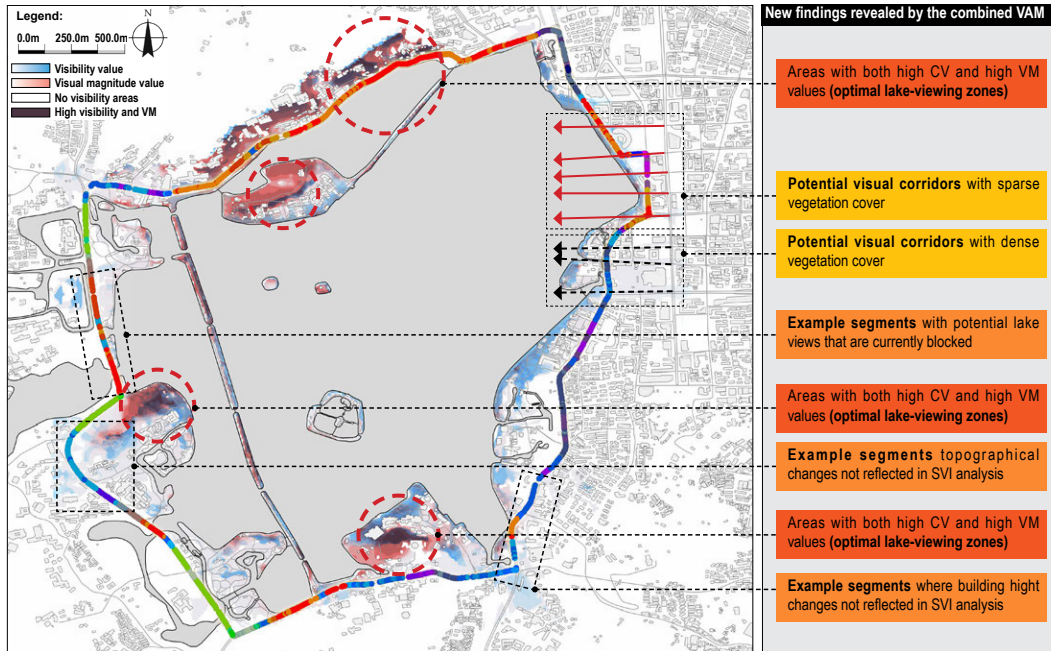 Legend:
0.0m 250.0m 500.0m
N
Visibility value
Visual magnitude value
No visibility areas
High visibility and VM
New findings revealed by the combined VAM
Areas with both high CV and high VM
values (optimal lake-viewing zones)
Potential visual corridors with sparse
vegetation cover
Potential visual corridors with dense
vegetation cover
Example segments with potential lake
views that are currently blocked
Areas with both high CV and high VM
values (optimal lake-viewing zones)
Example segments topographical
changes not reflected in SVI analysis
Areas with both high CV and high VM
values (optimal lake-viewing zones)
Example segments where building hight
changes not reflected in SVI analysis